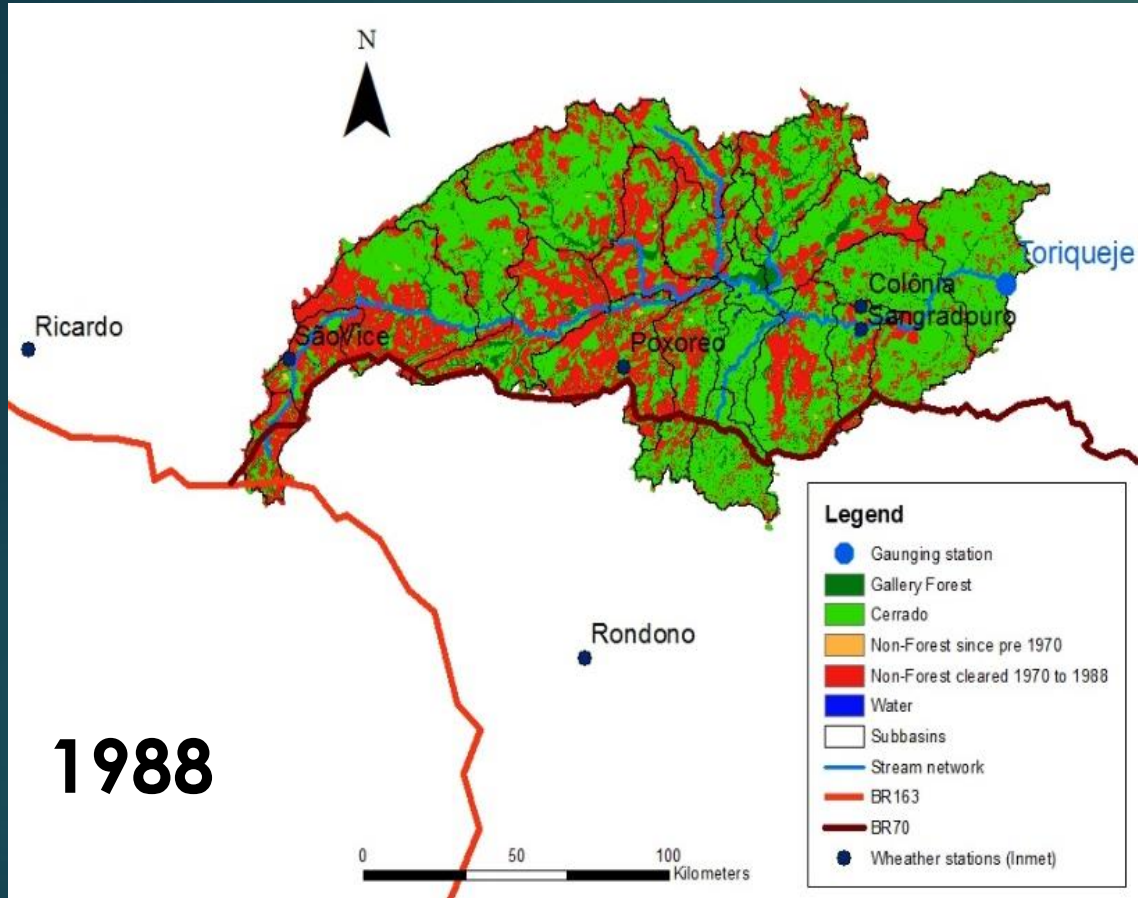 N
Toriqueje
Colônia
Sangradouro
Ricardo
SãoVice
Poxoreo
Rondono
1988
0 50 100
Kilometers
Legend
Gaunging station
Gallery Forest
Cerrado
Non-Forest since pre 1970
Non-Forest cleared 1970 to 1988
Water
Subbasins
Stream network
BR163
BR70
Wheather stations (Inmet)